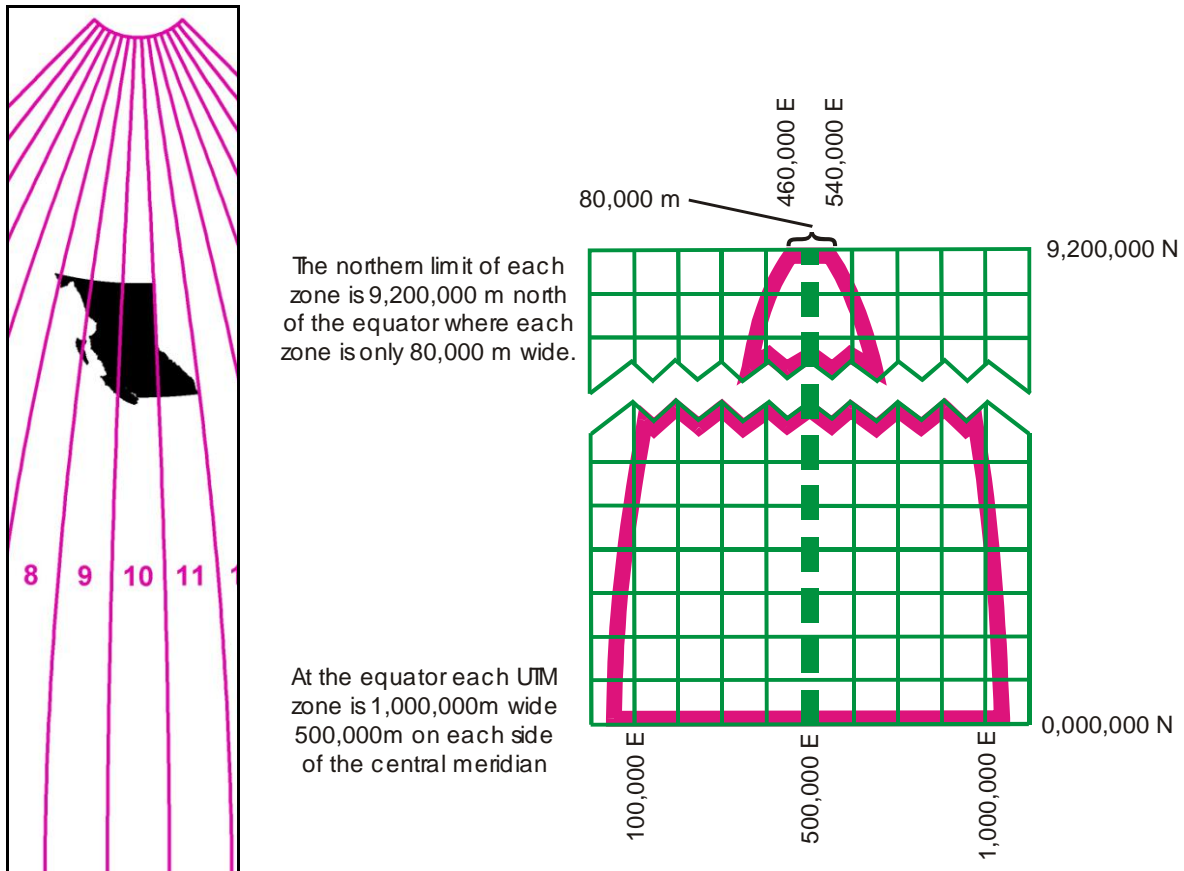 8 9 10 11 1
460,000 E
540,000 E
80,000 m
9,200,000 N
The northern limit of each
zone is 9,200,000 m north
of the equator where each
zone is only 80,000 m wide.
At the equator each UTM
zone is 1,000,000m wide
500,000m on each side
of the central meridian
0,000,000 N
100,000 E
500,000 E
1,000,000 E